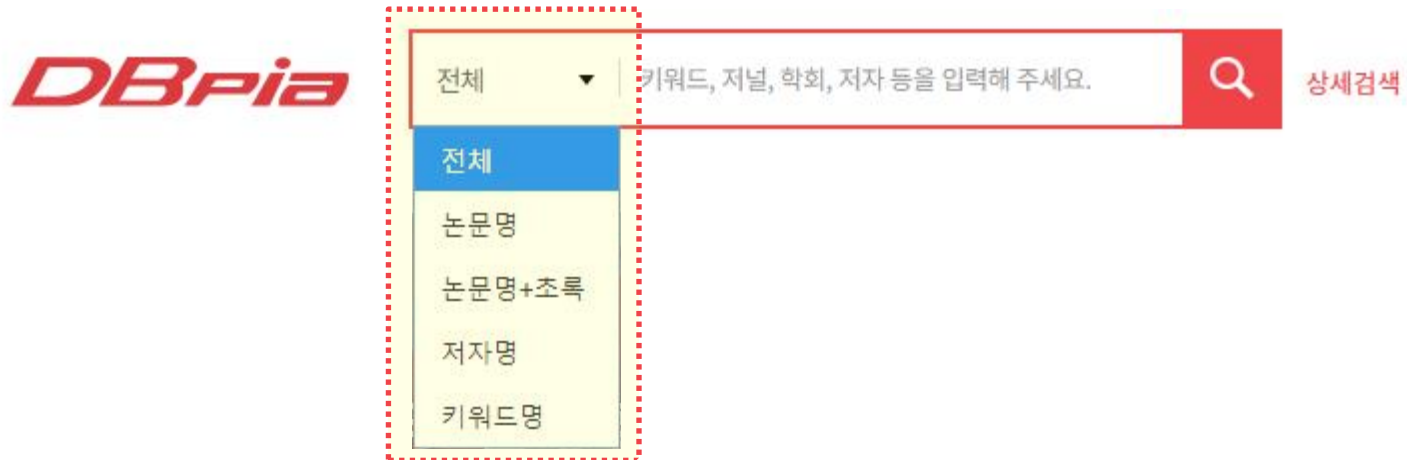 DBpia 전체 키워드, 저널, 학회, 저자 등을 입력해 주세요. 상세검색
전체
논문명
논문명+초록
저자명
키워드명